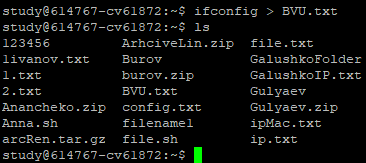 study@614767-cv61872:~$ ifconfig > BVU.txt
study@614767-cv61872:~$ ls
123456 ArhciveLin.zip file.txt
livanov.txt Burov GalushkoFolder
1.txt burov.zip GalushkoIP.txt
2.txt BVU.txt Gulyaev
Anancheko.zip config.txt Gulyaev.zip
Anna.sh filename1 ipMac.txt
arcRen.tar.gz file.sh ip.txt
study@614767-cv61872:~$